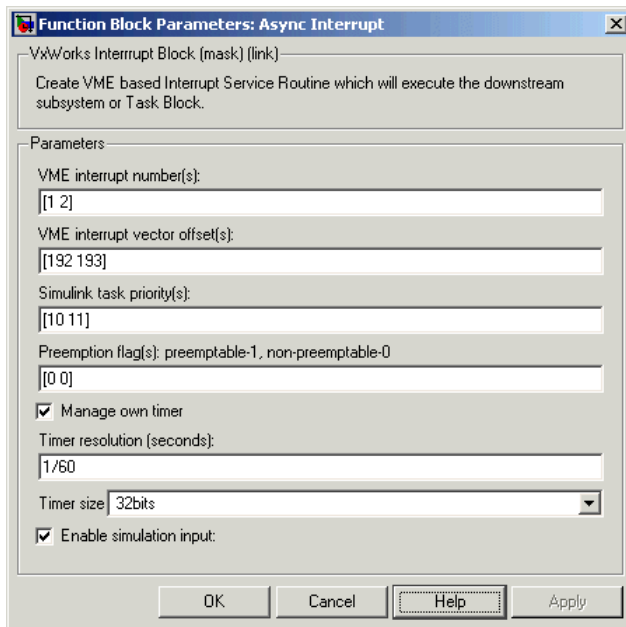 Function Block Parameters: Async Interrupt
VxWorks Interrrupt Block (mask) (link)
Create VME based Interrupt Service Routine which will execute the downstream
subsystem or Task Block.
Parameters
VME interrupt number(s):
[1 2]
VME interrupt vector offset(s):
[192 193]
Simulink task priority(s):
[10 11]
Preemption flag(s): preemptable-1, non-preemptable-0
[0 0]
Manage own timer
Timer resolution (seconds):
1/60
Timer size 32bits
Enable simulation input:
OK Cancel Help Apply